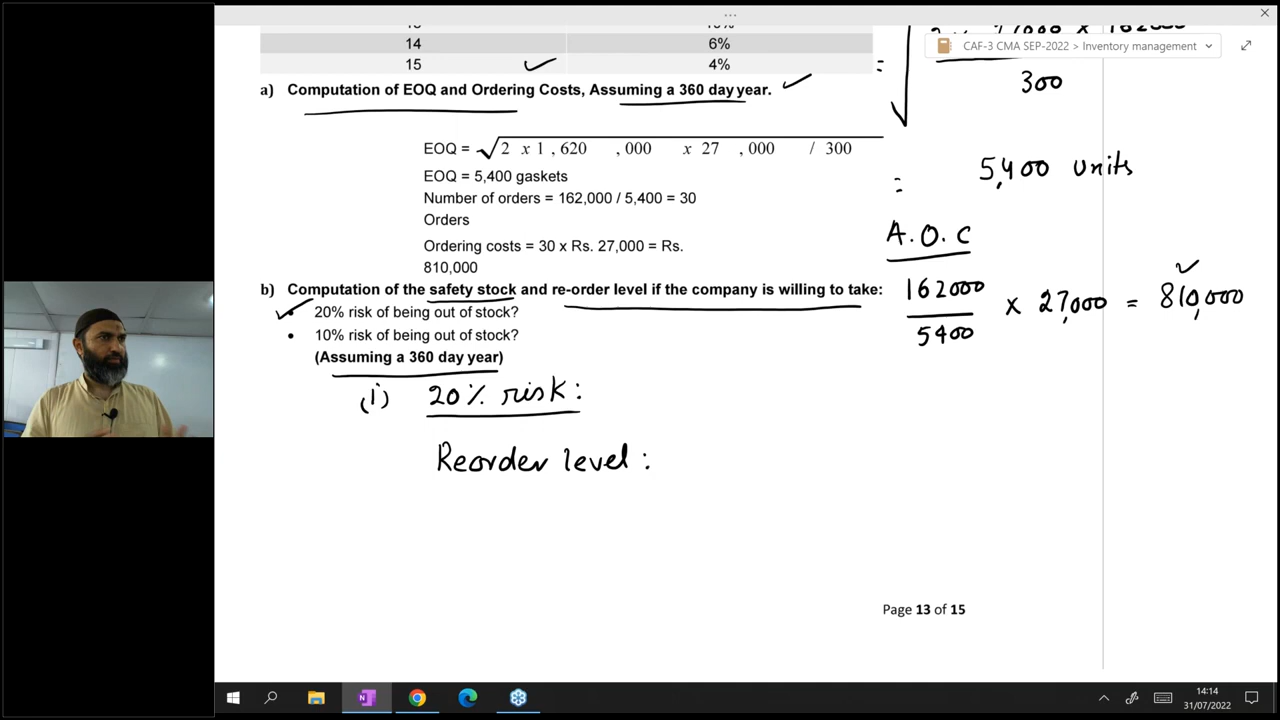 CAF-3 CMA SEP-2022 > Inventory management
14 6%
15 4%
300
a) Computation of EOQ and Ordering Costs, Assuming a 360 day year.
EOQ = √ 2 x 1 , 620 , 000 x 27 , 000 / 300
= 5,400 units
EOQ = 5,400 gaskets
Number of orders = 162,000 / 5,400 = 30
Orders
A.O.C
Ordering costs = 30 x Rs. 27,000 = Rs.
810,000
162000
5400
x 27,000 = 810,000
b) Computation of the safety stock and re-order level if the company is willing to take:
• 20% risk of being out of stock?
• 10% risk of being out of stock?
(Assuming a 360 day year)
(i) 20% risk:
Reorder level:
Page 13 of 15
14:14
31/07/2022